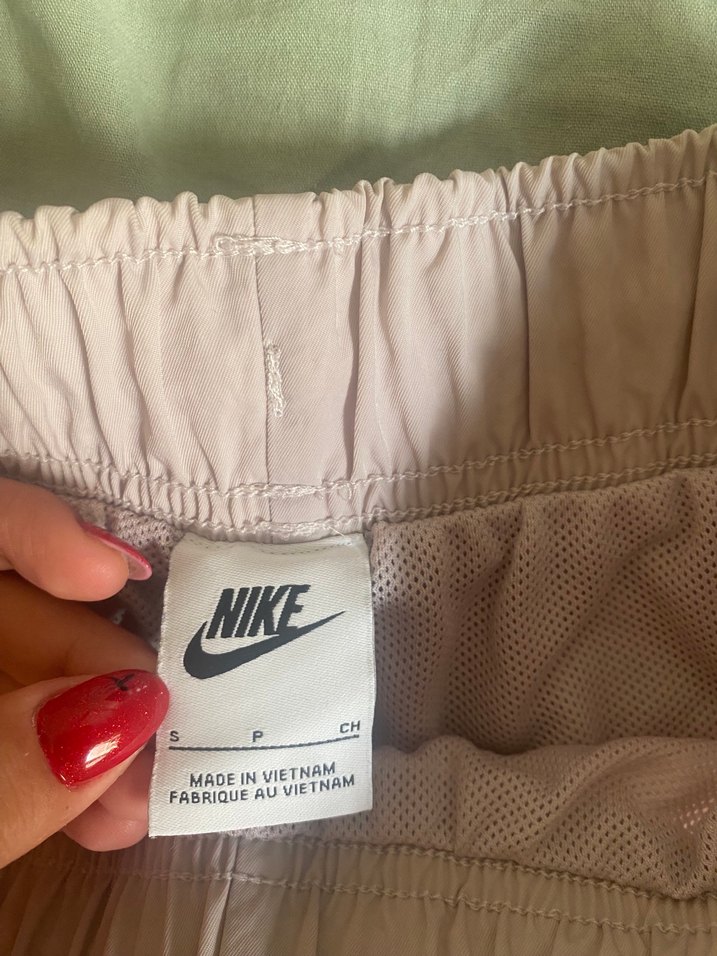 NIKE
S P CH
MADE IN VIETNAM
FABRIQUE AU VIETNAM